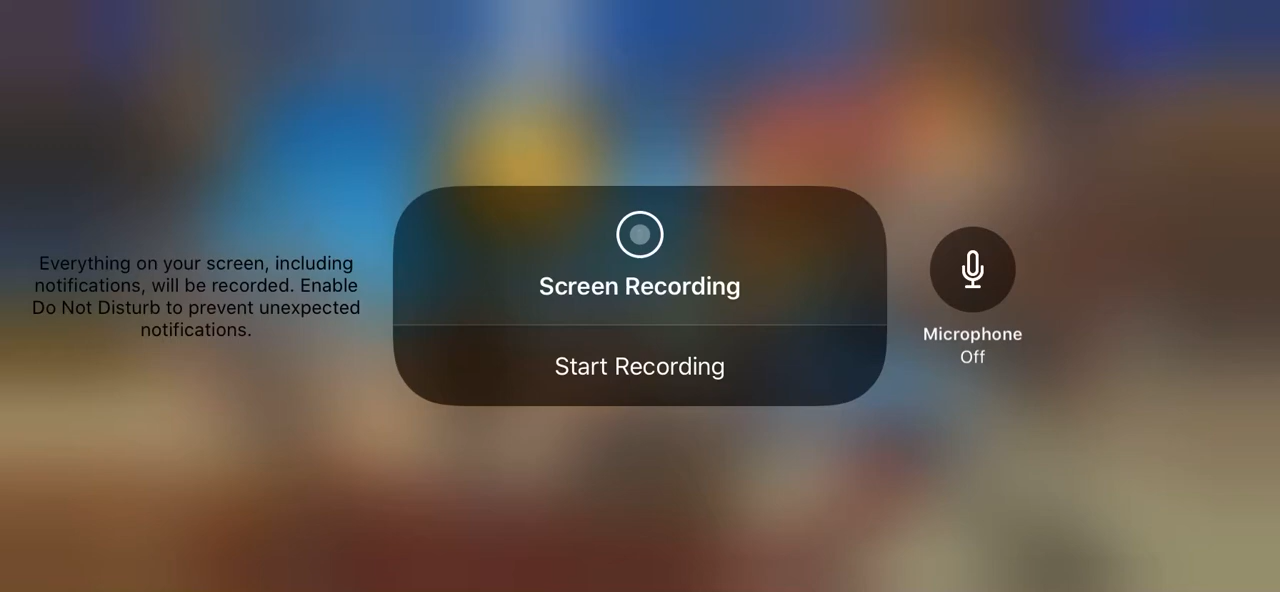 Everything on your screen, including
notifications, will be recorded. Enable
Do Not Disturb to prevent unexpected
notifications.
Screen Recording
Start Recording
Microphone
Off